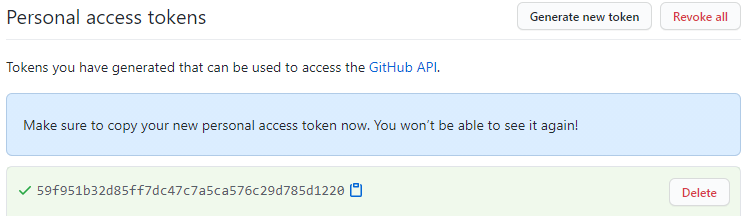 Personal access tokens
Generate new token
Revoke all
Tokens you have generated that can be used to access the GitHub API.
Make sure to copy your new personal access token now. You won't be able to see it again!
59f951b32d85ff7dc47c7a5ca576c29d785d1220
Delete